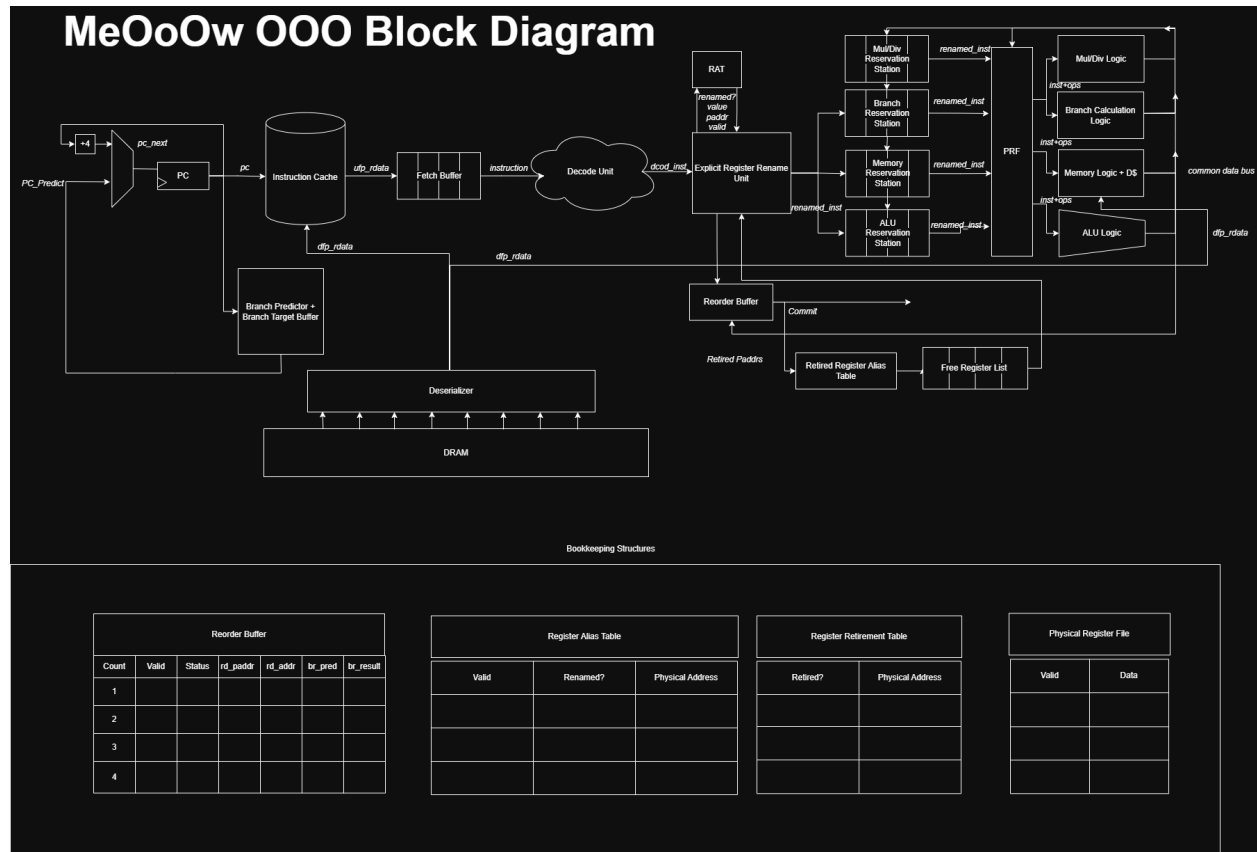 MeOoOw OOO Block Diagram
+4
pc_next
PC_Predict
PC
pc
Instruction Cache
ufp_rdata
Fetch Buffer
instruction
Decode Unit
dcod_inst
RAT
renamed?
value
paddr
valid
Explicit Register Rename
Unit
renamed_inst
Mul/Div
Reservation
Station
renamed_inst
Branch
Reservation
Station
renamed_inst
Memory
Reservation
Station
renamed_inst
ALU
Reservation
Station
renamed_inst
PRF
Mul/Div Logic
inst+ops
Branch Calculation
Logic
inst+ops
Memory Logic + D$
inst+ops
ALU Logic
common data bus
dfp_rdata
dfp_rdata
dfp_rdata
Branch Predictor +
Branch Target Buffer
Reorder Buffer
Commit
Retired Paddrs
Retired Register Alias
Table
Free Register List
Deserializer
DRAM
Bookkeeping Structures
Reorder Buffer
Count Valid Status rd_paddr rd_addr br_pred br_result
1
2
3
4
Register Alias Table
Valid Renamed? Physical Address
Register Retirement Table
Retired? Physical Address
Physical Register File
Valid Data